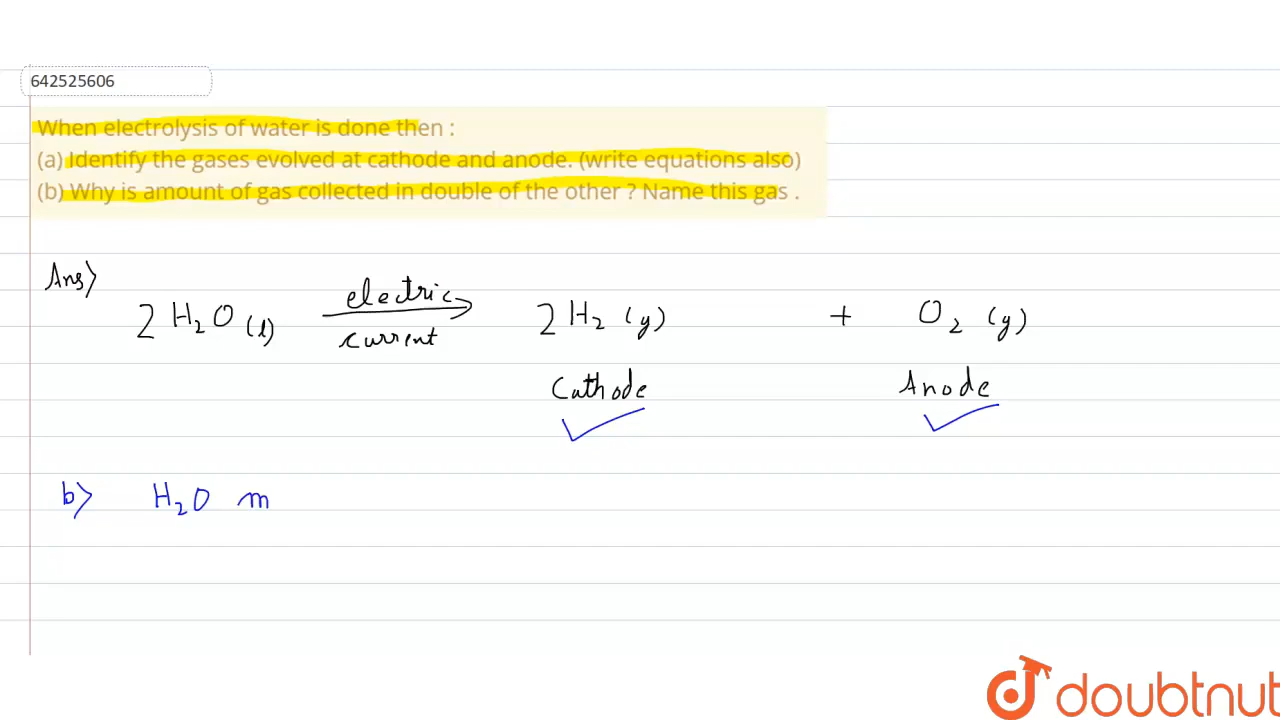 642525606
When electrolysis of water is done then :
(a) Identify the gases evolved at cathode and anode. (write equations also)
(b) Why is amount of gas collected in double of the other ? Name this gas .
Ans)
electric
2 H₂O (l) → 2 H₂ (g) + O₂ (g)
current
Cathode Anode
b) H₂O m
doubtnut